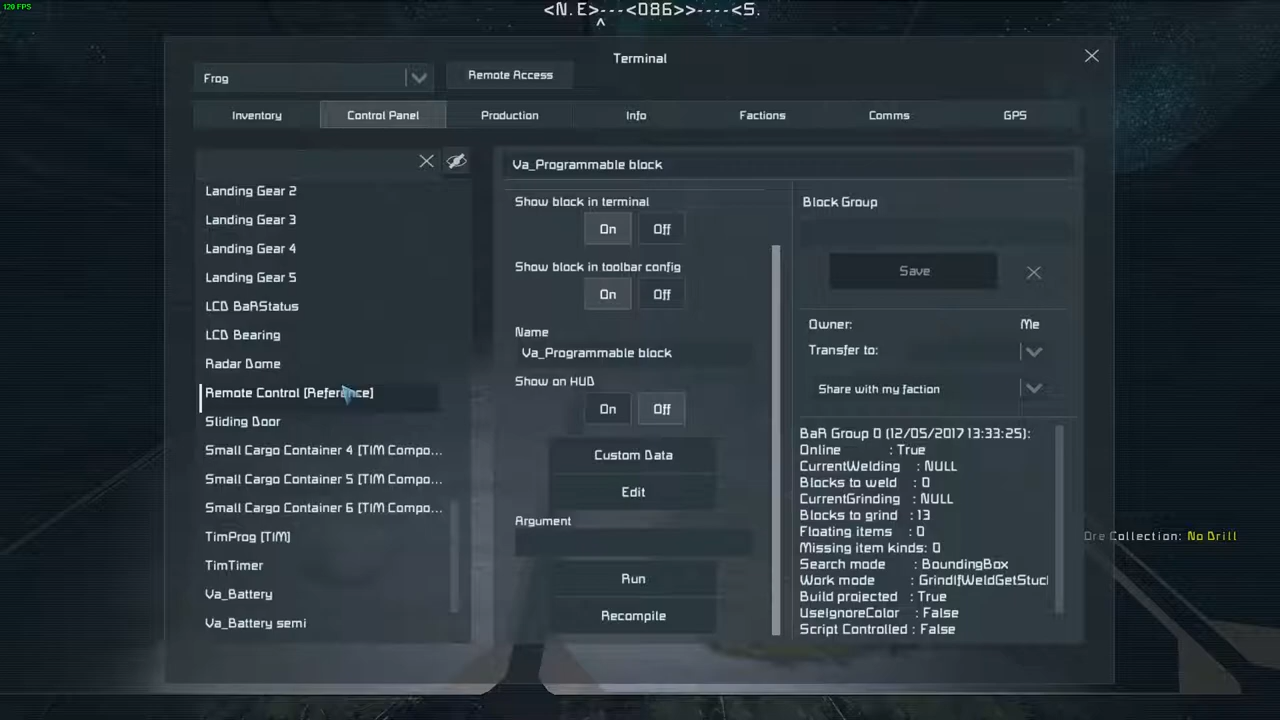 120 FPS
<N.E>---<086>>----<S.
^
Terminal
Frog
Remote Access
Inventory
Control Panel
Production
Info
Factions
Comms
GPS
Landing Gear 2
Landing Gear 3
Landing Gear 4
Landing Gear 5
LCD BaRStatus
LCD Bearing
Radar Dome
Remote Control [Reference]
Sliding Door
Small Cargo Container 4 [TIM Compo...
Small Cargo Container 5 [TIM Compo...
Small Cargo Container 6 [TIM Compo...
TimProg [TIM]
TimTimer
Va_Battery
Va_Battery semi
Va_Programmable block
Show block in terminal
On Off
Show block in toolbar config
On Off
Name
Va_Programmable block
Show on HUD
On Off
Custom Data
Edit
Argument
Run
Recompile
Block Group
Save
Owner: Me
Transfer to:
Share with my faction
BaR Group 0 (12/05/2017 13:33:25):
Online : True
CurrentWelding : NULL
Blocks to weld : 0
CurrentGrinding : NULL
Blocks to grind : 13
Floating items : 0
Missing item kinds: 0
Search mode : BoundingBox
Work mode : GrindIfWeldGetStuc
Build projected : True
UseIgnoreColor : False
Script Controlled : False
Ore Collection: No Drill